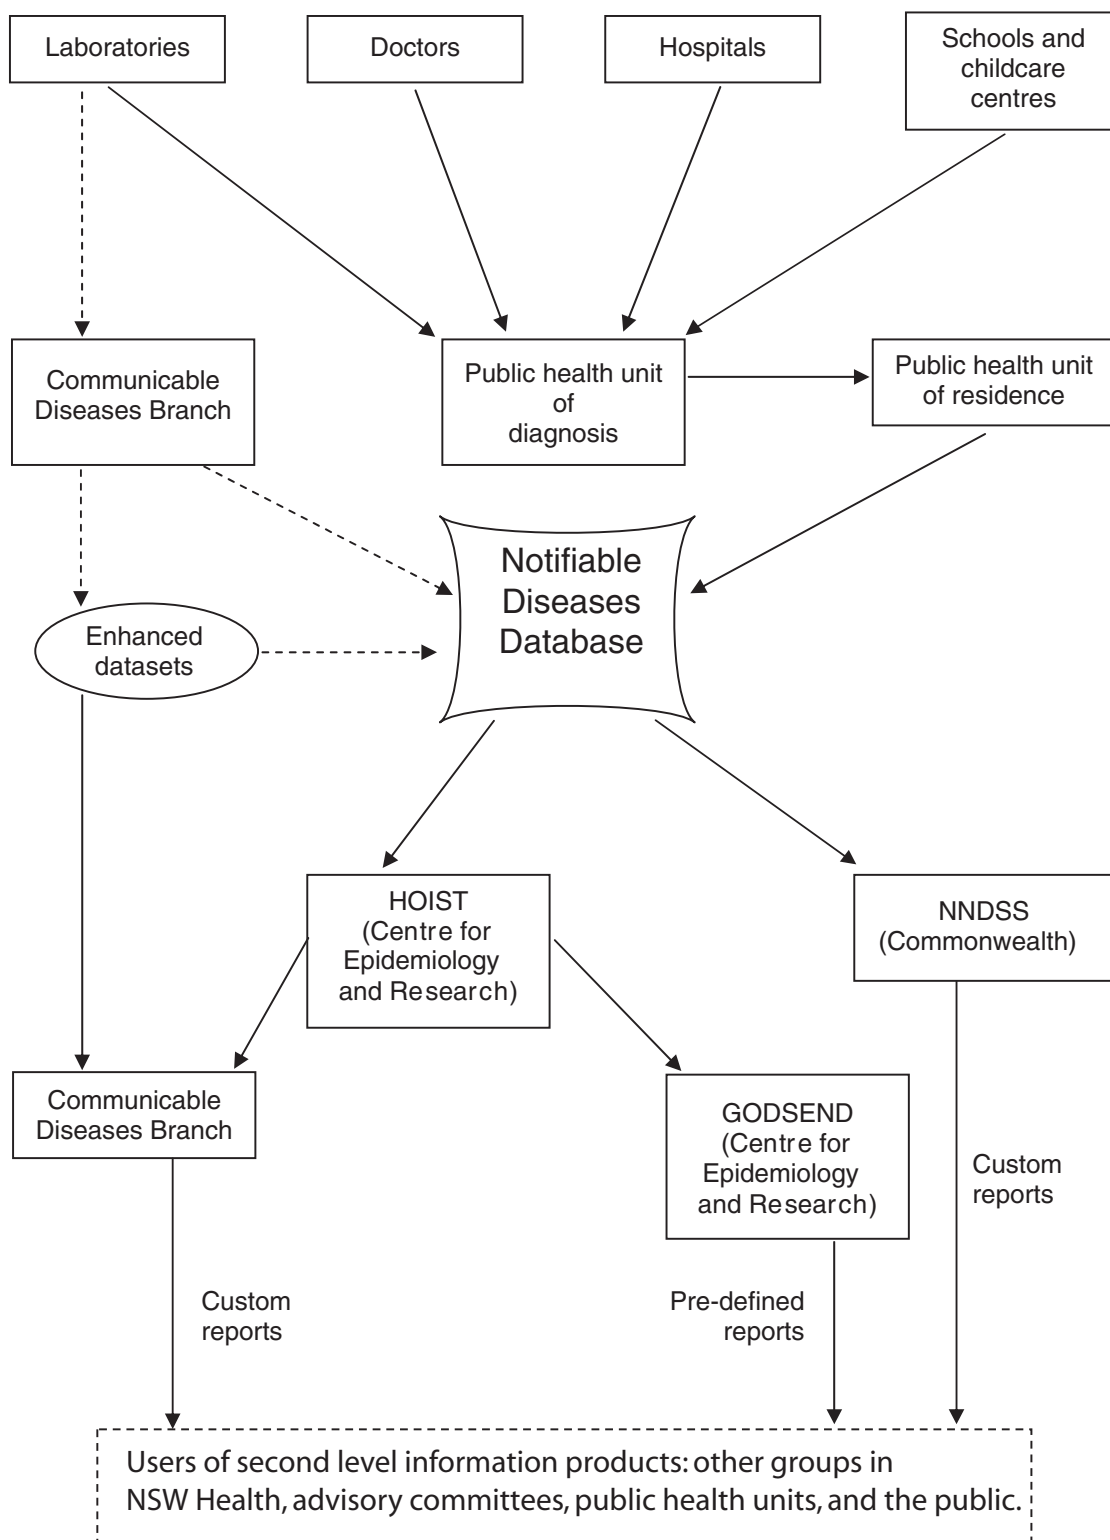 Laboratories
Doctors
Hospitals
Schools and
childcare
centres
Communicable
Diseases Branch
Public health unit
of
diagnosis
Public health unit
of residence
Notifiable
Diseases
Database
Enhanced
datasets
HOIST
(Centre for
Epidemiology
and Research)
NNDSS
(Commonwealth)
Communicable
Diseases Branch
GODSEND
(Centre for
Epidemiology
and Research)
Custom
reports
Custom
reports
Pre-defined
reports
Users of second level information products: other groups in
NSW Health, advisory committees, public health units, and the public.